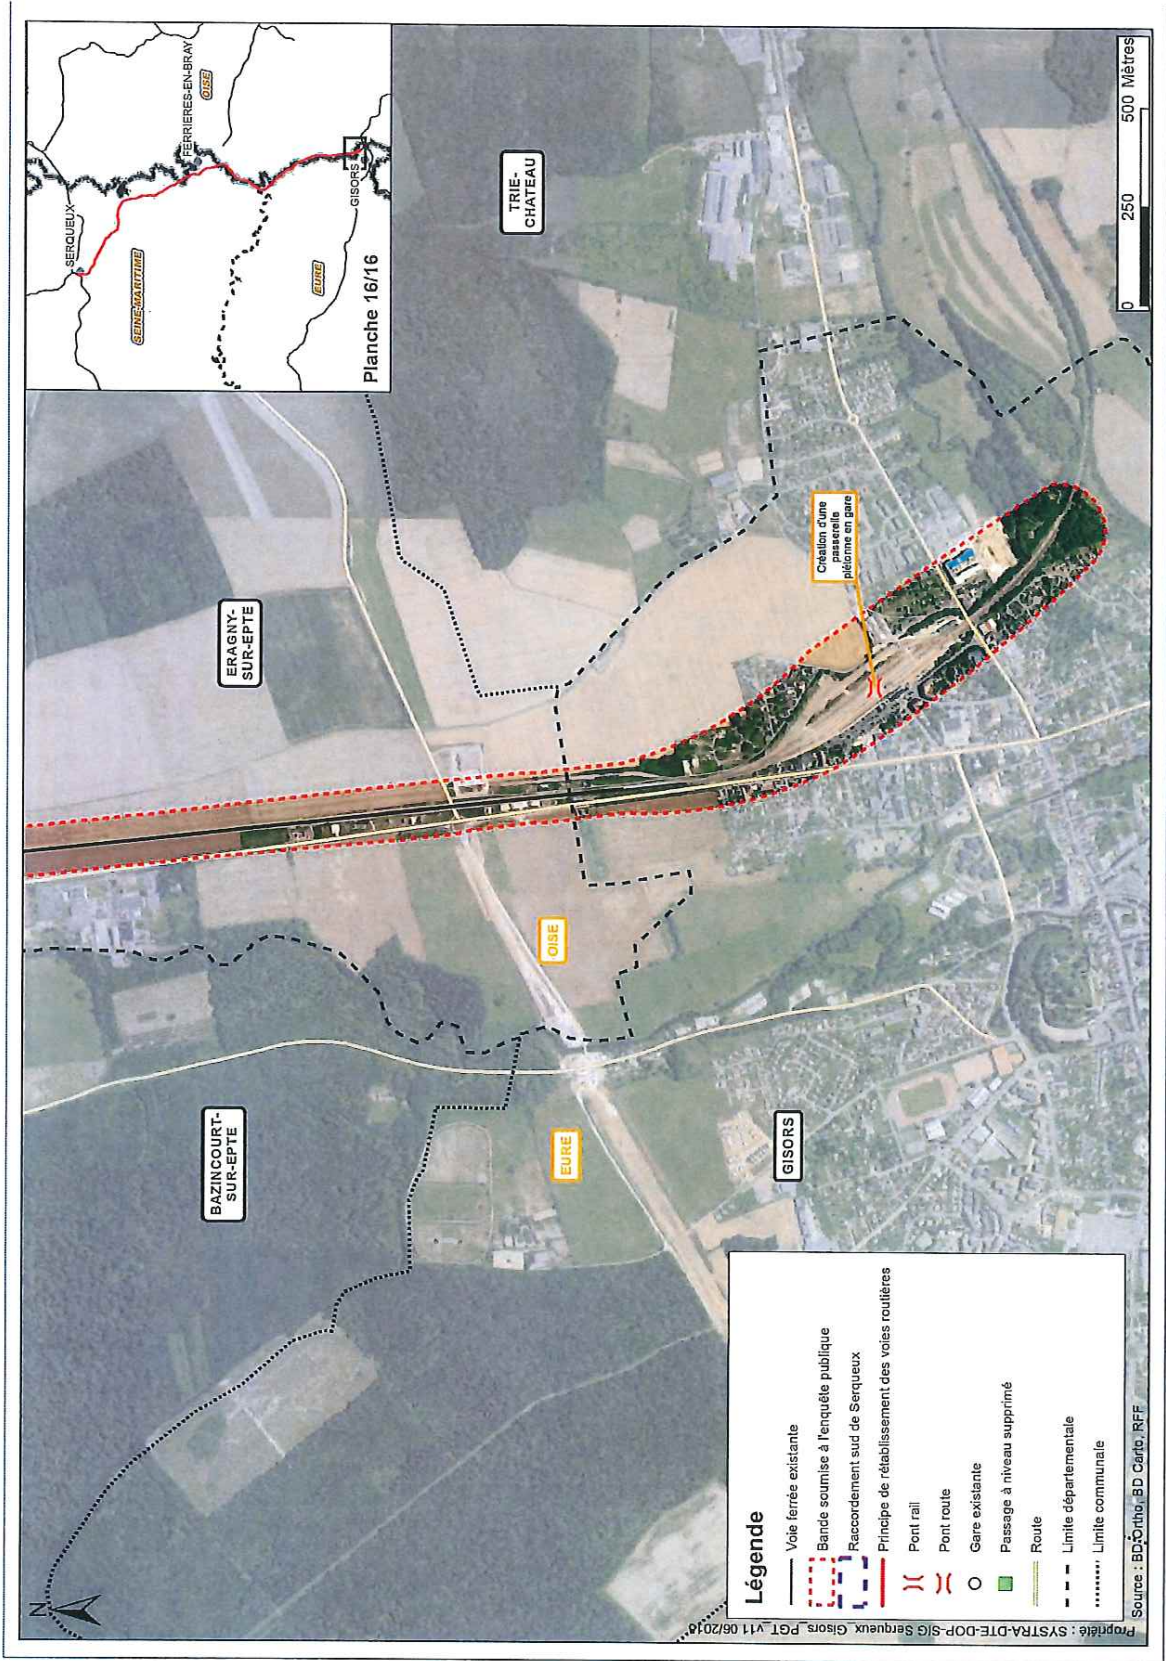 SERQUEUX
FERRIERES-EN-BRAY
OISE
SEINE-MARITIME
EURE
GISORS
Planche 16/16
N
BAZINCOURT-
SUR-EPTE
ERAGNY-
SUR-EPTE
TRIE-
CHATEAU
OISE
EURE
GISORS
Création d'une
passerelle
piétonne en gare
Légende
Voie ferrée existante
Bande soumise à l'enquête publique
Raccordement sud de Serqueux
Principe de rétablissement des voies routières
Pont rail
Pont route
Gare existante
Passage à niveau supprimé
Route
Limite départementale
Limite communale
0 250 500 Mètres
Source : BD Ortho, BD Carto, RFF
Propriété : SYSTRA-DTE-DOP-SIG Serqueux_Gisors_PGT_v11